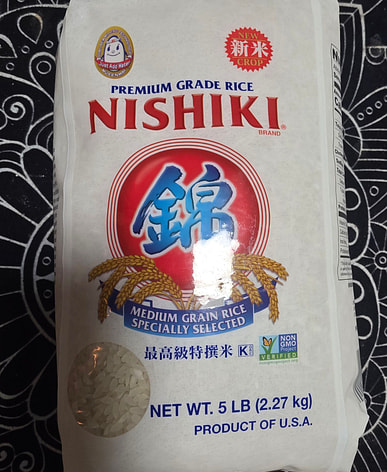 Just Add Water
NEW
新米
CROP
PREMIUM GRADE RICE
NISHIKI®
BRAND
錦
MEDIUM GRAIN RICE
SPECIALLY SELECTED
最高級特撰米 K
NON
GMO
Project
VERIFIED
NET WT. 5 LB (2.27 kg)
PRODUCT OF U.S.A.